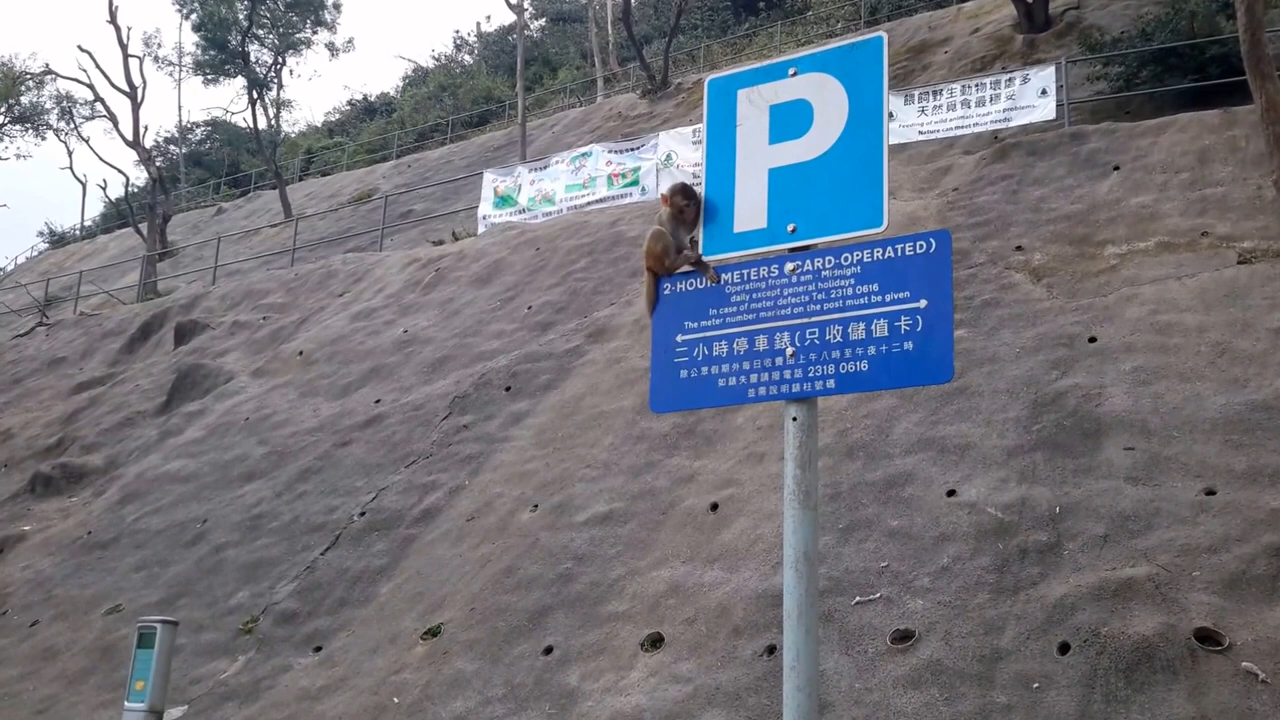 P
2-HOUR METERS (CARD-OPERATED)
Operating from 8 am - Midnight
daily except general holidays
In case of meter defects Tel. 2318 0616
The meter number marked on the post must be given
二小時停車錶(只收儲值卡)
除公眾假期外每日收費由上午八時至午夜十二時
如錶失靈請撥電話 2318 0616
並需說明錶柱號碼
餵飼野生動物壞處多
天然覓食最穩妥
Feeding of wild animals leads to problems.
Nature can meet their needs!
野